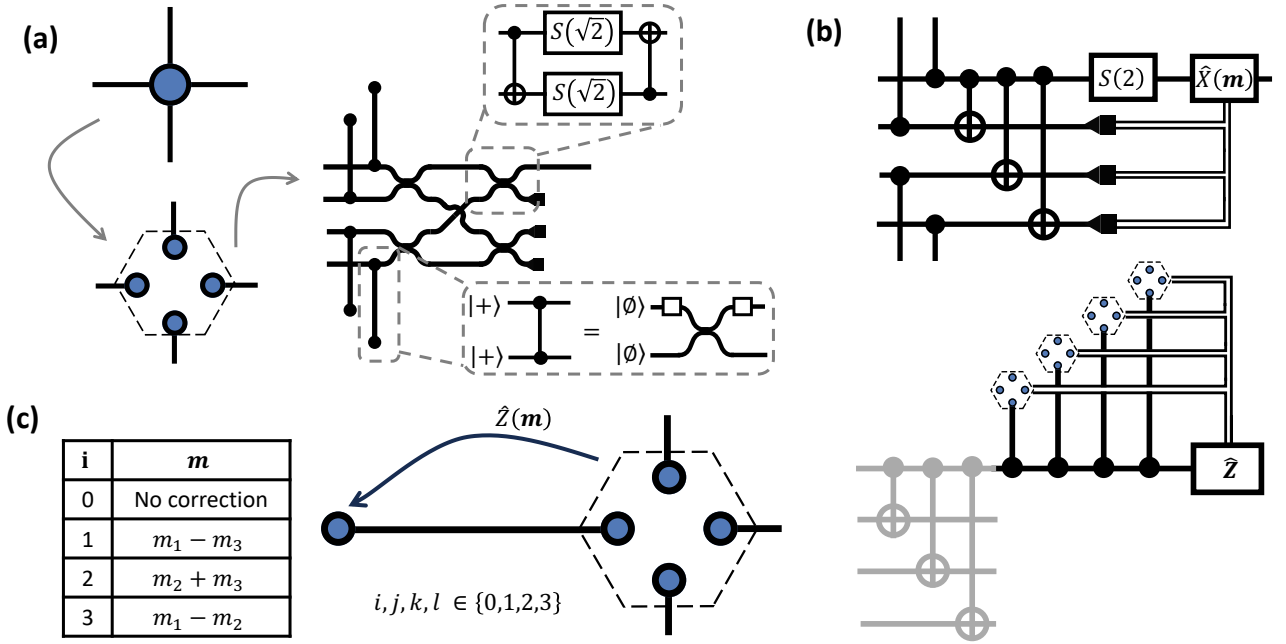 (a)
S(√2)
S(√2)
|+⟩
|+⟩
=
|∅⟩
|∅⟩
(b)
S(2)
X̂(m)
Ẑ
(c)
i m
0 No correction
1 m₁ − m₃
2 m₂ + m₃
3 m₁ − m₂
Ẑ(m)
i, j, k, l ∈ {0,1,2,3}